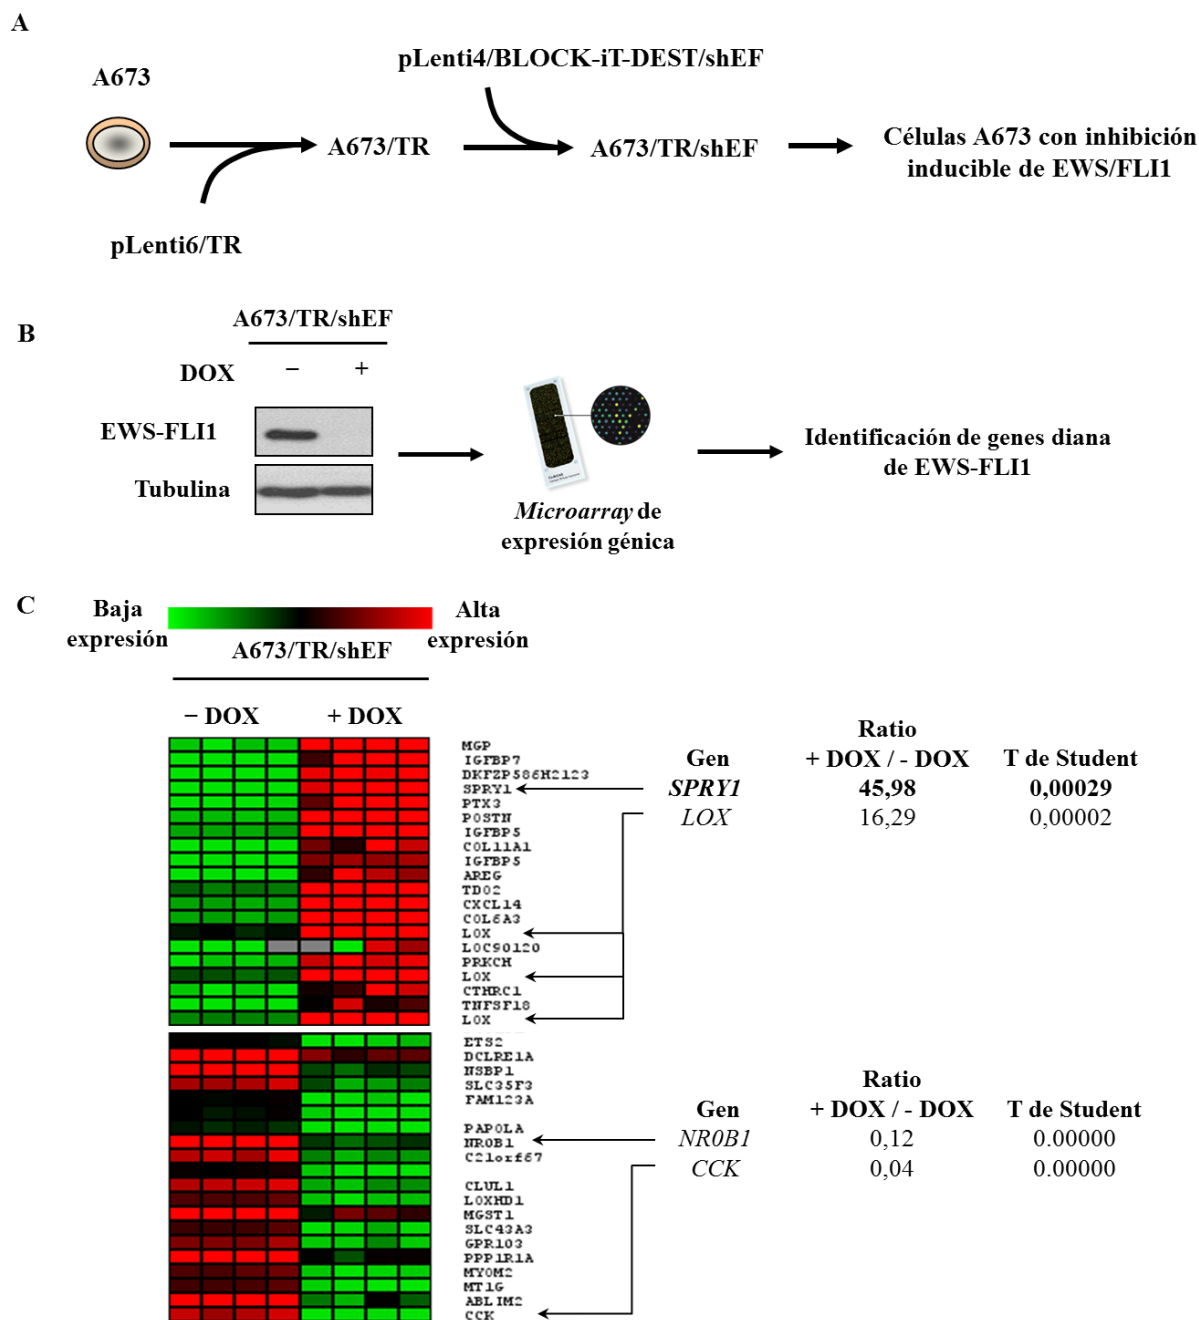 A
A673
pLenti4/BLOCK-iT-DEST/shEF
A673/TR
A673/TR/shEF
Células A673 con inhibición
inducible de EWS/FLI1
pLenti6/TR
B
A673/TR/shEF
DOX − +
EWS-FLI1
Tubulina
Microarray de
expresión génica
Identificación de genes diana
de EWS-FLI1
C
Baja
expresión
Alta
expresión
A673/TR/shEF
− DOX + DOX
MGP
IGFBP7
DKFZP586H2123
SPRY1
PTX3
POSTN
IGFBP5
COL11A1
IGFBP5
AREG
TDO2
CXCL14
COL6A3
LOX
LOC90120
PRKCH
LOX
CTHRC1
TNFSF18
LOX
Ratio
Gen + DOX / - DOX T de Student
SPRY1 45,98 0,00029
LOX 16,29 0,00002
ETS2
DCLRE1A
NSBP1
SLC35F3
FAM123A
PAPOLA
NR0B1
C21orf67
CLUL1
LOXHD1
MGST1
SLC43A3
GPR103
PPP1R1A
MYOM2
MT1G
ABLIM2
CCK
Ratio
Gen + DOX / - DOX T de Student
NR0B1 0,12 0.00000
CCK 0,04 0.00000